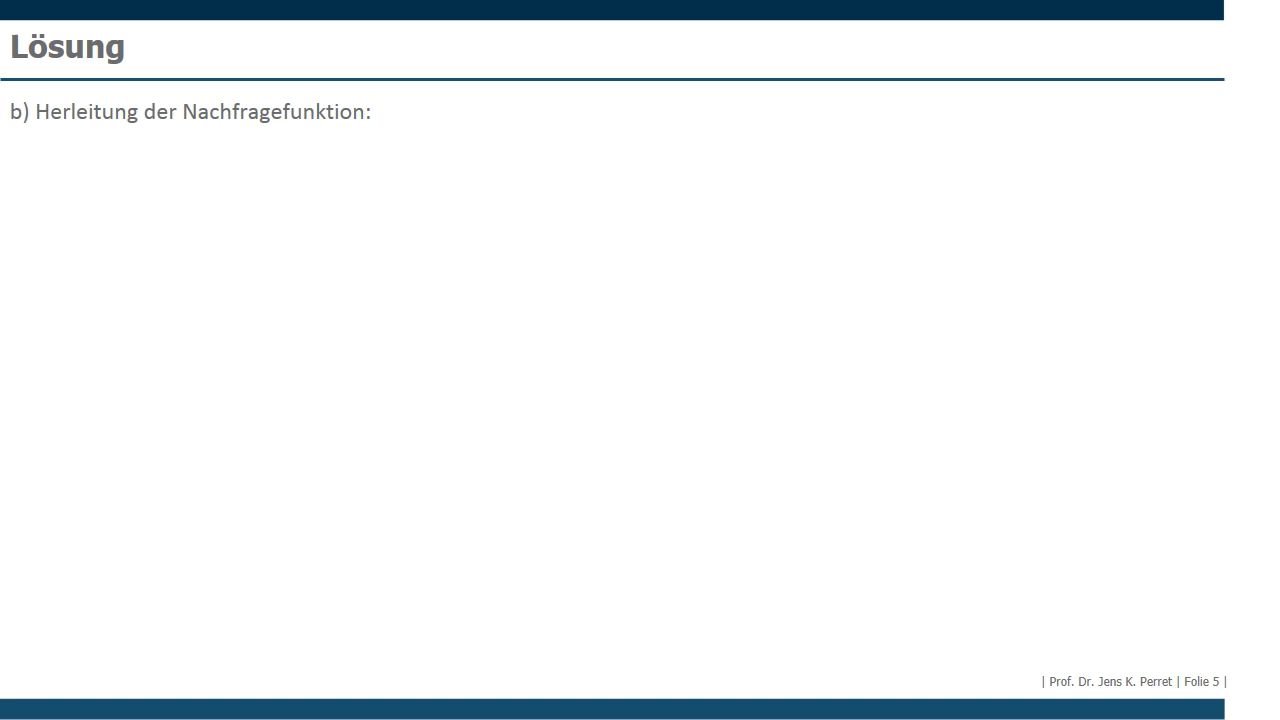 Lösung
b) Herleitung der Nachfragefunktion:
| Prof. Dr. Jens K. Perret | Folie 5 |